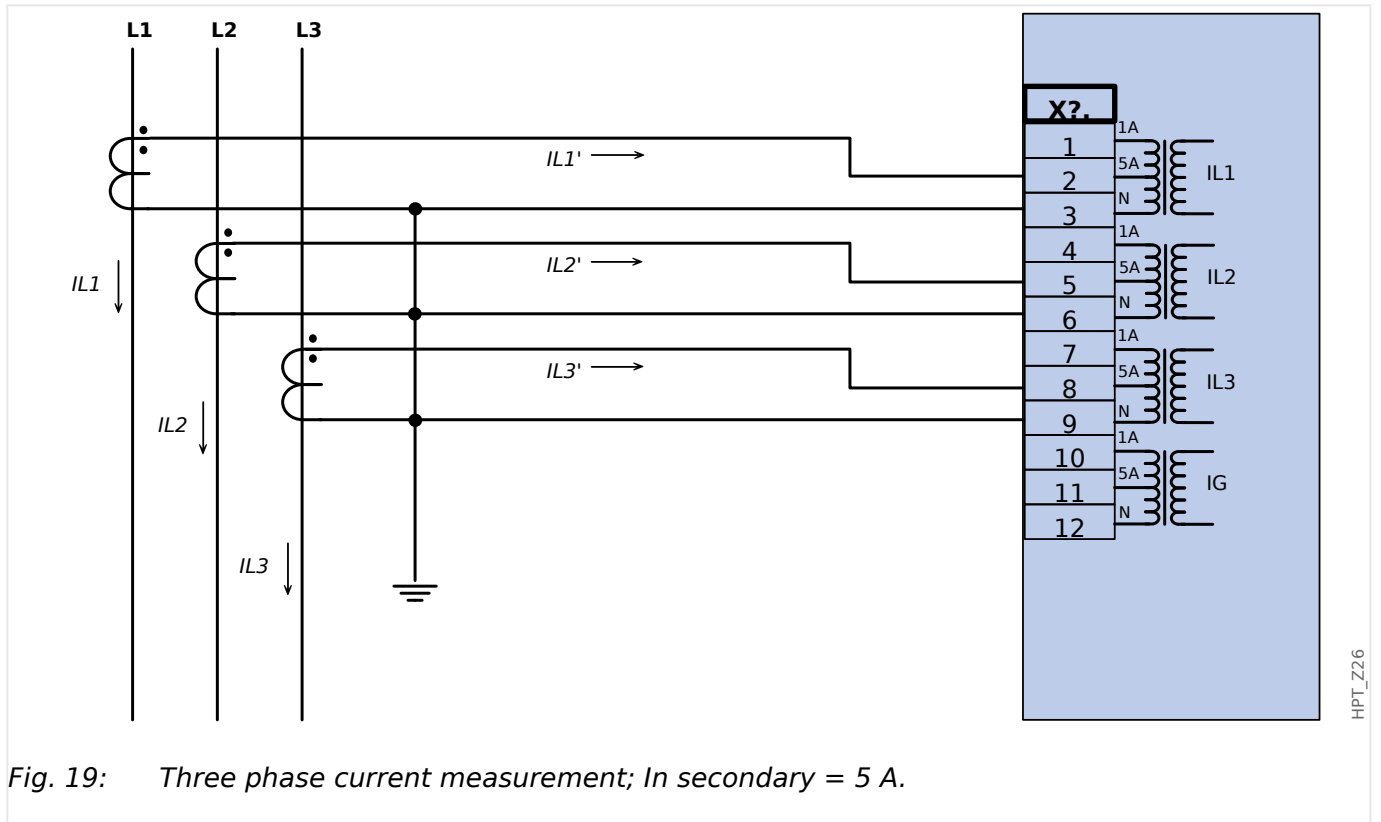 L1 L2 L3
X?.
1A
1
5A
2
N
3
IL1
IL1'
1A
4
5A
5
N
6
IL2
IL2'
IL1
1A
7
5A
8
N
9
IL3
IL3'
IL2
1A
10
5A
11
N
12
IG
IL3
HPT_Z26
Fig. 19: Three phase current measurement; In secondary = 5 A.